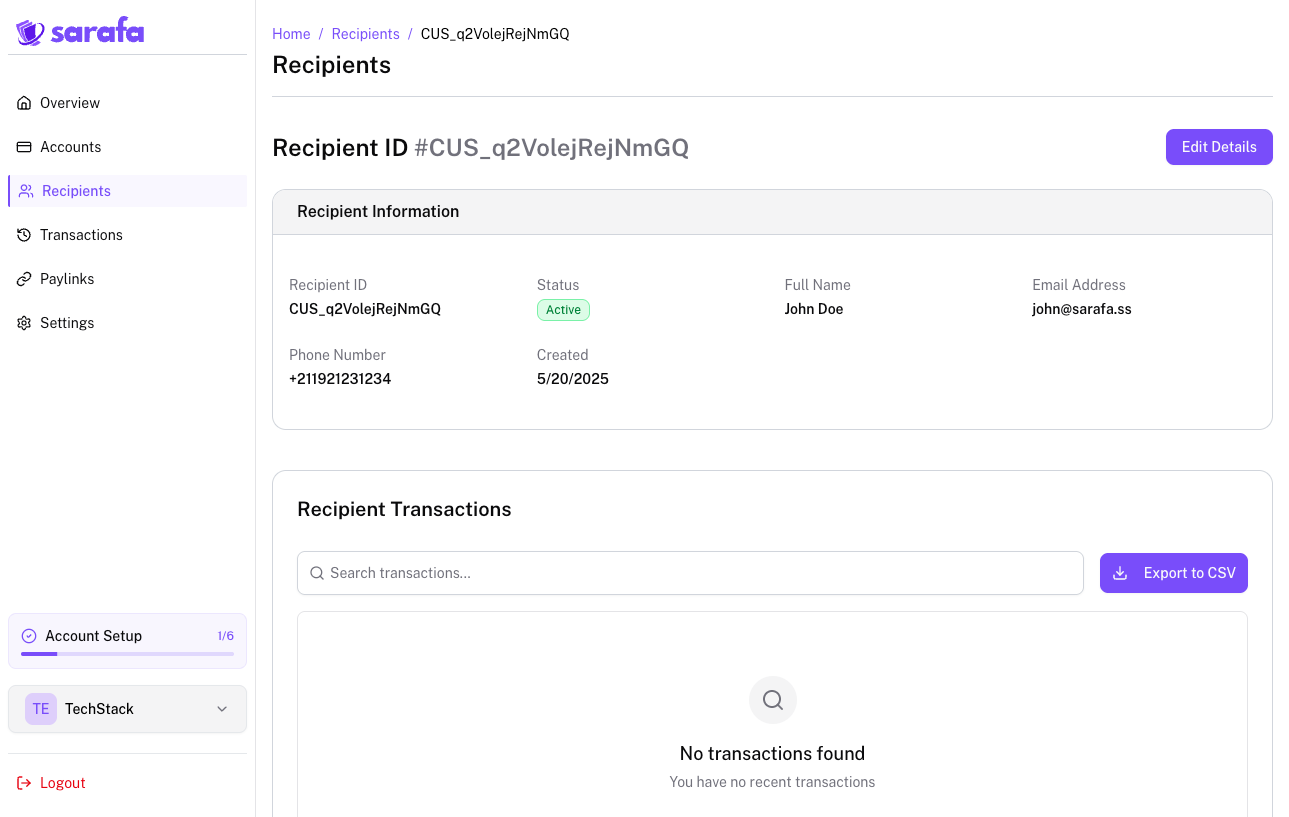 sarafa
Home / Recipients / CUS_q2VolejRejNmGQ
Recipients
Overview
Accounts
Recipients
Transactions
Paylinks
Settings
Account Setup 1/6
TE TechStack
Logout
Recipient ID #CUS_q2VolejRejNmGQ
Edit Details
Recipient Information
Recipient ID
CUS_q2VolejRejNmGQ
Status
Active
Full Name
John Doe
Email Address
john@sarafa.ss
Phone Number
+211921231234
Created
5/20/2025
Recipient Transactions
Search transactions...
Export to CSV
No transactions found
You have no recent transactions